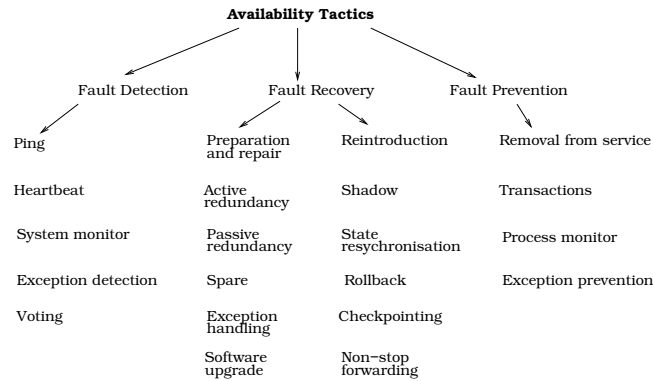 Availability Tactics
Fault Detection
Fault Recovery
Fault Prevention
Ping
Heartbeat
System monitor
Exception detection
Voting
Preparation
and repair
Active
redundancy
Passive
redundancy
Spare
Exception
handling
Software
upgrade
Reintroduction
Shadow
State
resychronisation
Rollback
Checkpointing
Non-stop
forwarding
Removal from service
Transactions
Process monitor
Exception prevention